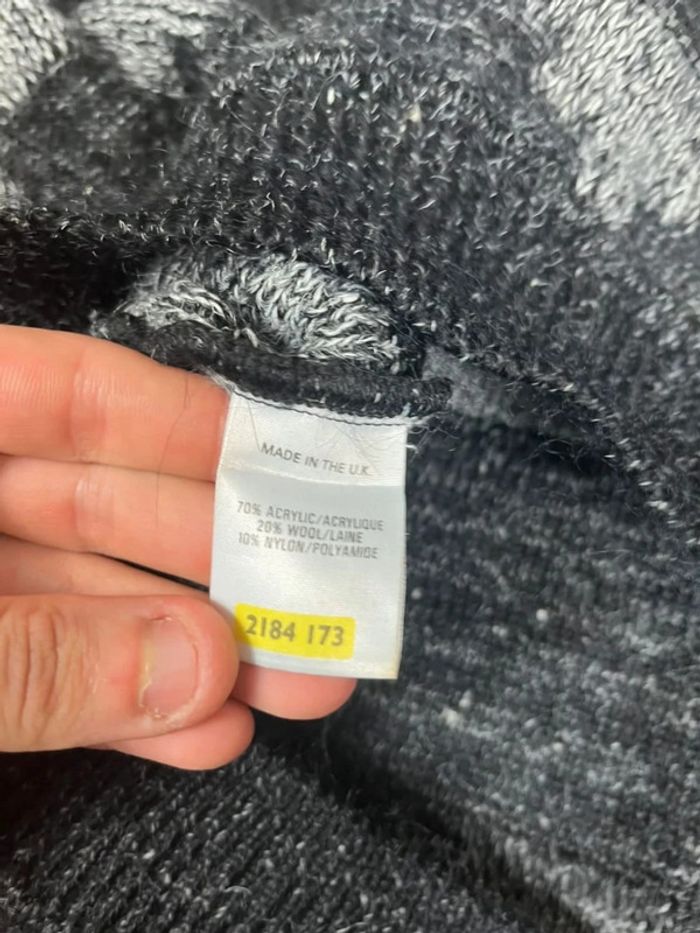 MADE IN THE U.K.
70% ACRYLIC/ACRYLIQUE
20% WOOL/LAINE
10% NYLON/POLYAMIDE
2184 173